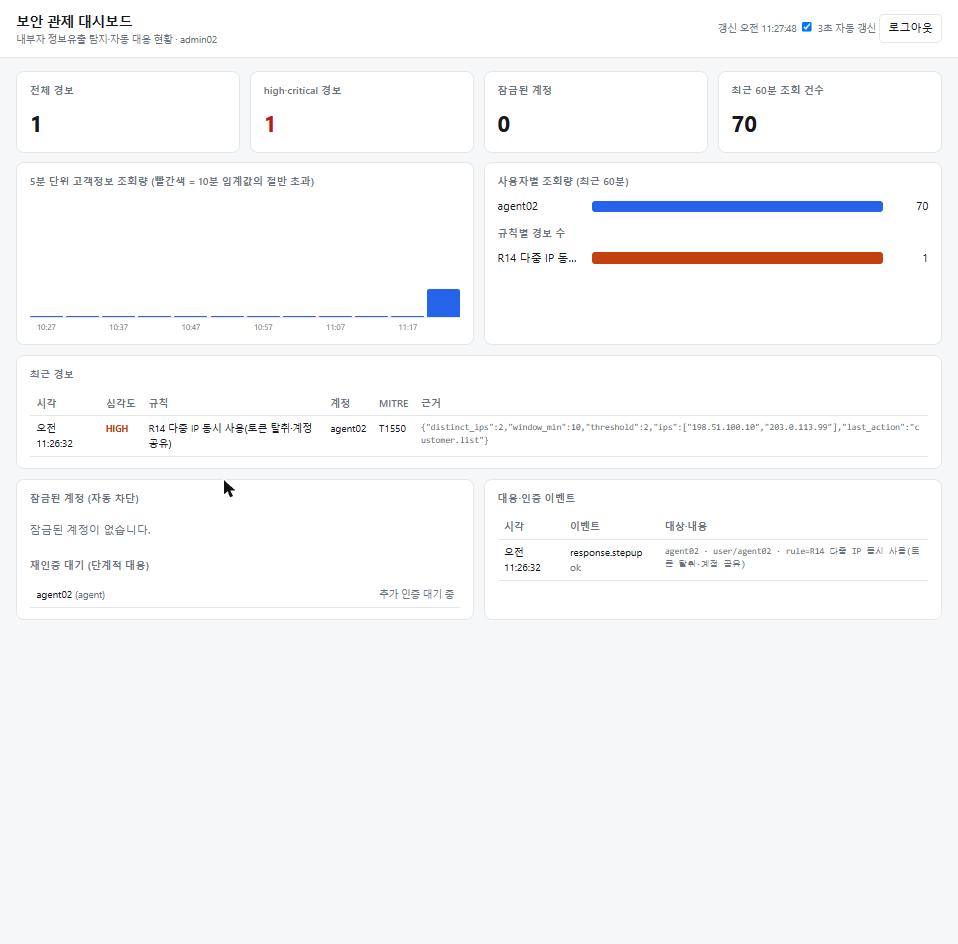 보안 관제 대시보드
내부자 정보유출 탐지·자동 대응 현황 · admin02
갱신 오전 11:27:48 3초 자동 갱신 로그아웃
전체 경보
1
high·critical 경보
1
잠금된 계정
0
최근 60분 조회 건수
70
5분 단위 고객정보 조회량 (빨간색 = 10분 임계값의 절반 초과)
10:27 10:37 10:47 10:57 11:07 11:17
사용자별 조회량 (최근 60분)
agent02 70
규칙별 경보 수
R14 다중 IP 동... 1
최근 경보
시각 심각도 규칙 계정 MITRE 근거
오전 11:26:32 HIGH R14 다중 IP 동시 사용(토큰 탈취·계정 공유) agent02 T1550 {"distinct_ips":2,"window_min":10,"threshold":2,"ips":["198.51.100.10","203.0.113.99"],"last_action":"customer.list"}
잠금된 계정 (자동 차단)
잠금된 계정이 없습니다.
재인증 대기 (단계적 대응)
agent02 (agent) 추가 인증 대기 중
대응·인증 이벤트
시각 이벤트 대상·내용
오전 11:26:32 response.stepup ok agent02 · user/agent02 · rule=R14 다중 IP 동시 사용(토큰 탈취·계정 공유)